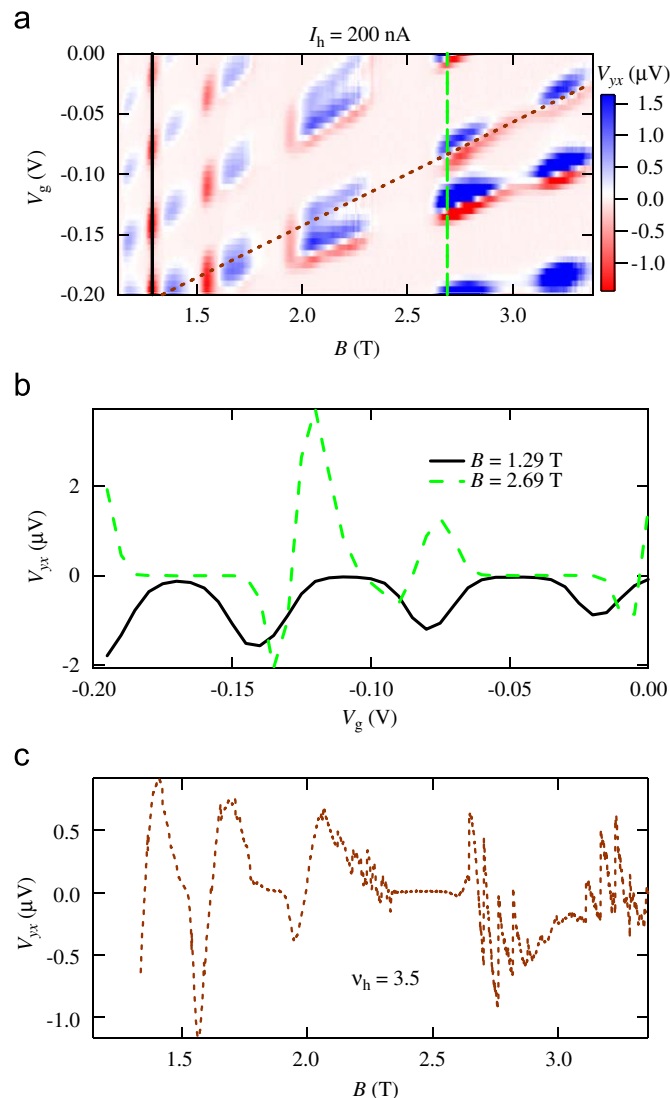 a
I_h = 200 nA
V_yx (µV)
0.00
-0.05
-0.10
-0.15
-0.20
V_g (V)
1.5
1.0
0.5
0.0
-0.5
-1.0
1.5 2.0 2.5 3.0
B (T)
b
B = 1.29 T
B = 2.69 T
2
0
-2
V_yx (µV)
-0.20 -0.15 -0.10 -0.05 0.00
V_g (V)
c
0.5
0.0
-0.5
-1.0
V_yx (µV)
ν_h = 3.5
1.5 2.0 2.5 3.0
B (T)